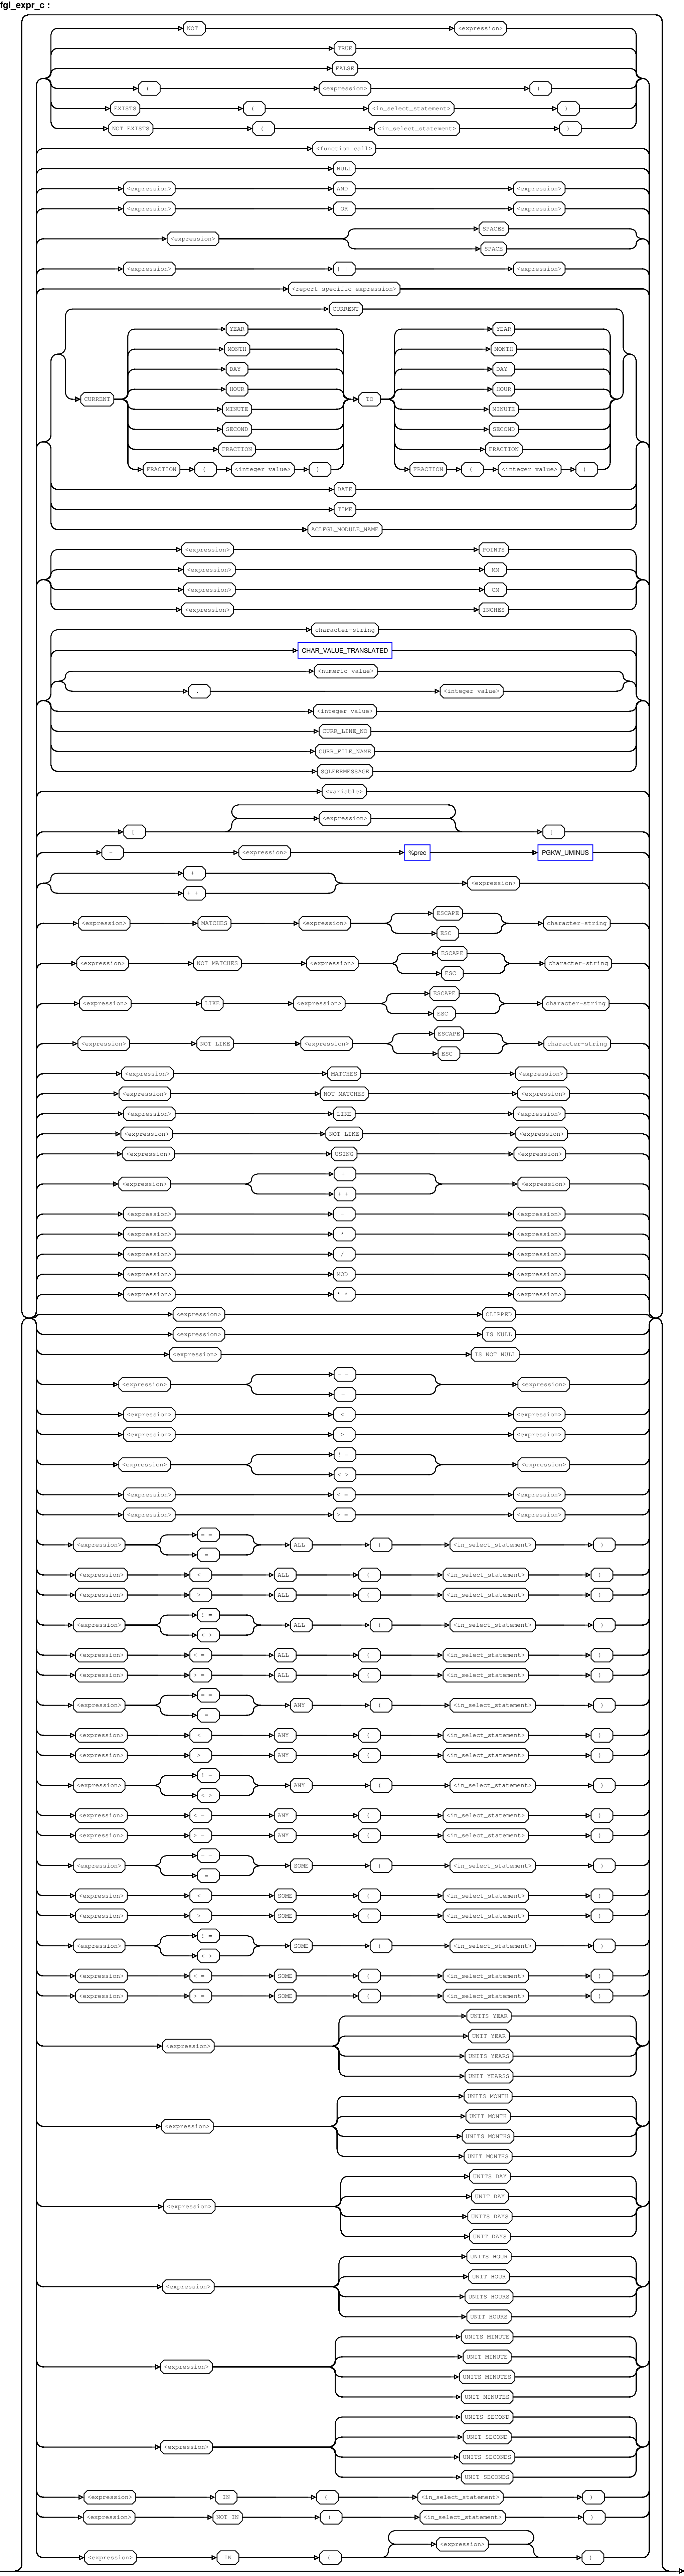 fgl_expr_c :
NOT <expression>
TRUE
FALSE
( <expression> )
EXISTS ( <in_select_statement> )
NOT EXISTS ( <in_select_statement> )
<function call>
NULL
<expression> AND <expression>
<expression> OR <expression>
SPACES
<expression>
SPACE
<expression> | | <expression>
<report specific expression>
CURRENT
YEAR YEAR
MONTH MONTH
DAY DAY
HOUR HOUR
CURRENT TO
MINUTE MINUTE
SECOND SECOND
FRACTION FRACTION
FRACTION ( <integer value> ) FRACTION ( <integer value> )
DATE
TIME
ACLFGL_MODULE_NAME
<expression> POINTS
<expression> MM
<expression> CM
<expression> INCHES
character-string
CHAR_VALUE_TRANSLATED
<numeric value>
. <integer value>
<integer value>
CURR_LINE_NO
CURR_FILE_NAME
SQLERRMESSAGE
<variable>
<expression>
[ ]
- <expression> %prec PGKW_UMINUS
+
<expression>
+ +
ESCAPE
<expression> MATCHES <expression> character-string
ESC
ESCAPE
<expression> NOT MATCHES <expression> character-string
ESC
ESCAPE
<expression> LIKE <expression> character-string
ESC
ESCAPE
<expression> NOT LIKE <expression> character-string
ESC
<expression> MATCHES <expression>
<expression> NOT MATCHES <expression>
<expression> LIKE <expression>
<expression> NOT LIKE <expression>
<expression> USING <expression>
+
<expression> <expression>
+ +
<expression> - <expression>
<expression> * <expression>
<expression> / <expression>
<expression> MOD <expression>
<expression> * * <expression>
<expression> CLIPPED
<expression> IS NULL
<expression> IS NOT NULL
= =
<expression> <expression>
=
<expression> < <expression>
<expression> > <expression>
! =
<expression> <expression>
< >
<expression> < = <expression>
<expression> > = <expression>
= =
<expression> ALL ( <in_select_statement> )
=
<expression> < ALL ( <in_select_statement> )
<expression> > ALL ( <in_select_statement> )
! =
<expression> ALL ( <in_select_statement> )
< >
<expression> < = ALL ( <in_select_statement> )
<expression> > = ALL ( <in_select_statement> )
= =
<expression> ANY ( <in_select_statement> )
=
<expression> < ANY ( <in_select_statement> )
<expression> > ANY ( <in_select_statement> )
! =
<expression> ANY ( <in_select_statement> )
< >
<expression> < = ANY ( <in_select_statement> )
<expression> > = ANY ( <in_select_statement> )
= =
<expression> SOME ( <in_select_statement> )
=
<expression> < SOME ( <in_select_statement> )
<expression> > SOME ( <in_select_statement> )
! =
<expression> SOME ( <in_select_statement> )
< >
<expression> < = SOME ( <in_select_statement> )
<expression> > = SOME ( <in_select_statement> )
UNITS YEAR
UNIT YEAR
<expression>
UNITS YEARS
UNIT YEARSS
UNITS MONTH
UNIT MONTH
<expression>
UNITS MONTHS
UNIT MONTHS
UNITS DAY
UNIT DAY
<expression>
UNITS DAYS
UNIT DAYS
UNITS HOUR
UNIT HOUR
<expression>
UNITS HOURS
UNIT HOURS
UNITS MINUTE
UNIT MINUTE
<expression>
UNITS MINUTES
UNIT MINUTES
UNITS SECOND
UNIT SECOND
<expression>
UNITS SECONDS
UNIT SECONDS
<expression> IN ( <in_select_statement> )
<expression> NOT IN ( <in_select_statement> )
<expression>
<expression> IN ( )